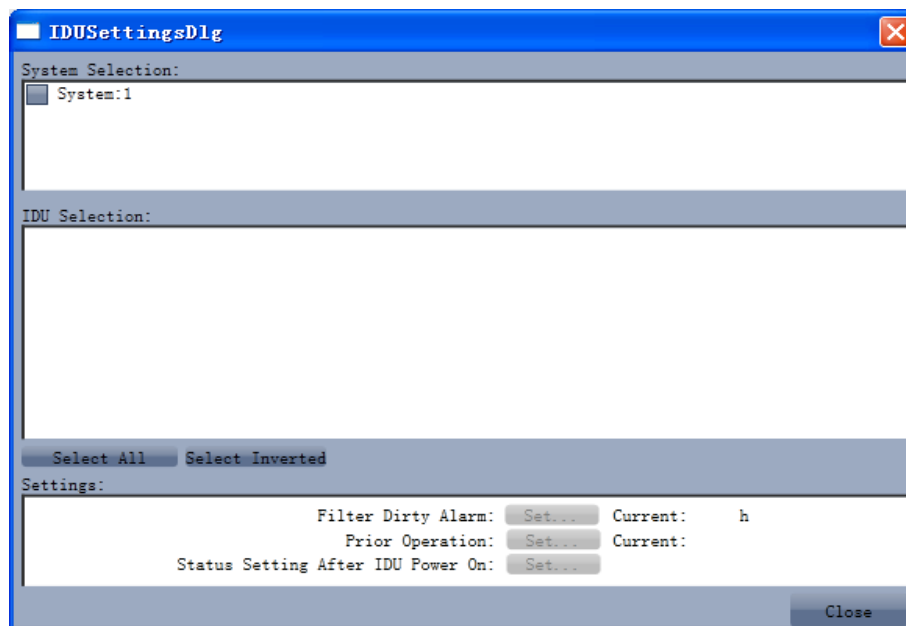 IDUSettingsDlg
System Selection:
System:1
IDU Selection:
Select All Select Inverted
Settings:
Filter Dirty Alarm: Set... Current: h
Prior Operation: Set... Current:
Status Setting After IDU Power On: Set...
Close